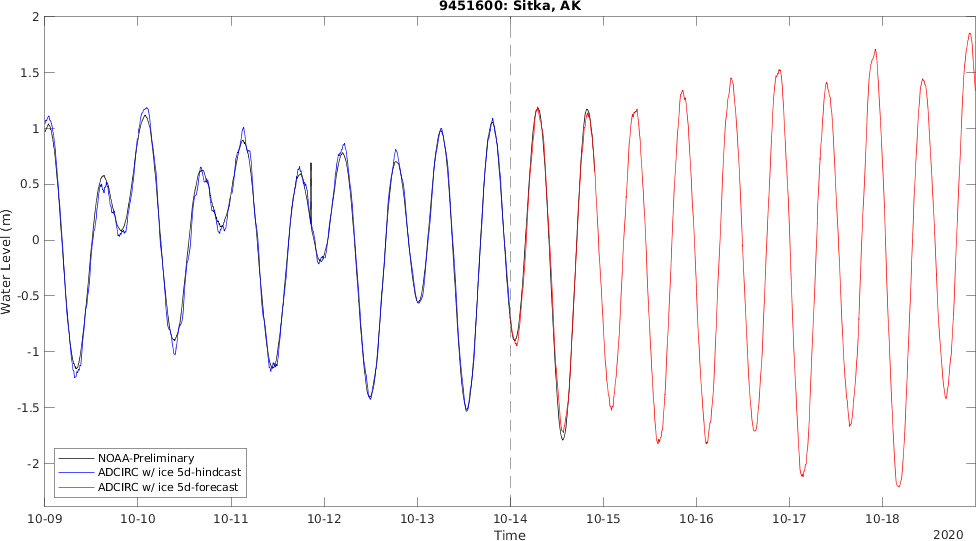 9451600: Sitka, AK
2
1.5
1
0.5
0
-0.5
-1
-1.5
-2
Water Level (m)
NOAA-Preliminary
ADCIRC w/ ice 5d-hindcast
ADCIRC w/ ice 5d-forecast
10-09 10-10 10-11 10-12 10-13 10-14 10-15 10-16 10-17 10-18
Time
2020